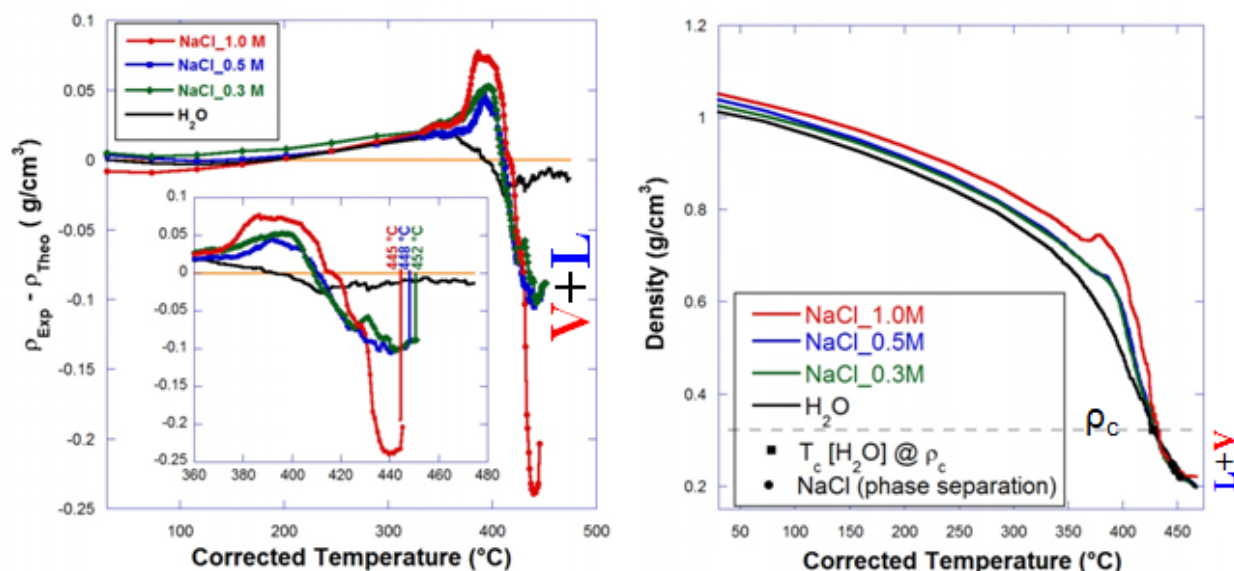 0.1
0.05
0
-0.05
-0.1
-0.15
-0.2
-0.25
ρExp - ρTheo ( g/cm³)
NaCl_1.0 M
NaCl_0.5 M
NaCl_0.3 M
H₂O
0.1
0.05
0
-0.05
-0.1
-0.15
-0.2
-0.25
445 °C
448 °C
452 °C
360 380 400 420 440 460 480
100 200 300 400 500
Corrected Temperature (°C)
V+L
1
0.8
0.6
0.4
0.2
Density (g/cm³)
NaCl_1.0M
NaCl_0.5M
NaCl_0.3M
H₂O
Tc [H₂O] @ ρc
NaCl (phase separation)
ρc
50 100 150 200 250 300 350 400 450
Corrected Temperature (°C)
L+V